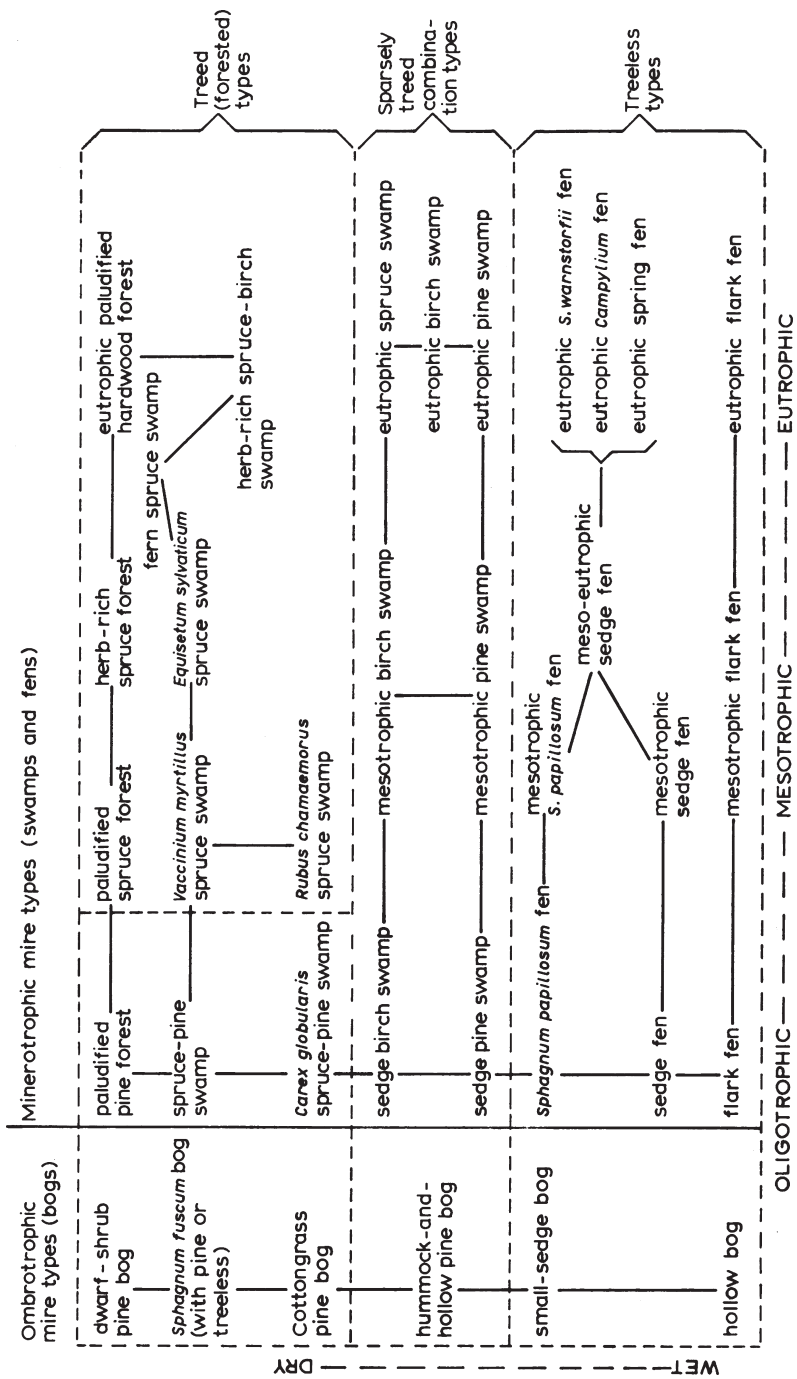 Ombrotrophic
mire types (bogs)
Minerotrophic mire types (swamps and fens)
dwarf-shrub
pine bog
paludified
pine forest
paludified
spruce forest
herb-rich
spruce forest
eutrophic paludified
hardwood forest
Treed
(forested)
types
fern spruce swamp
Sphagnum fuscum bog
(with pine or
treeless)
spruce-pine
swamp
Vaccinium myrtillus
spruce swamp
Equisetum sylvaticum
spruce swamp
herb-rich spruce-birch
swamp
Cottongrass
pine bog
Carex globularis
spruce-pine swamp
Rubus chamaemorus
spruce swamp
hummock-and-
hollow pine bog
sedge birch swamp
mesotrophic birch swamp
eutrophic spruce swamp
eutrophic birch swamp
sedge pine swamp
mesotrophic pine swamp
eutrophic pine swamp
Sparsely
treed
combina-
tion types
small-sedge bog
Sphagnum papillosum fen
mesotrophic
S. papillosum fen
meso-eutrophic
sedge fen
eutrophic S. warnstorfii fen
eutrophic Campylium fen
eutrophic spring fen
Treeless
types
sedge fen
mesotrophic
sedge fen
hollow bog
flark fen
mesotrophic flark fen
eutrophic flark fen
WET
DRY
OLIGOTROPHIC
MESOTROPHIC
EUTROPHIC